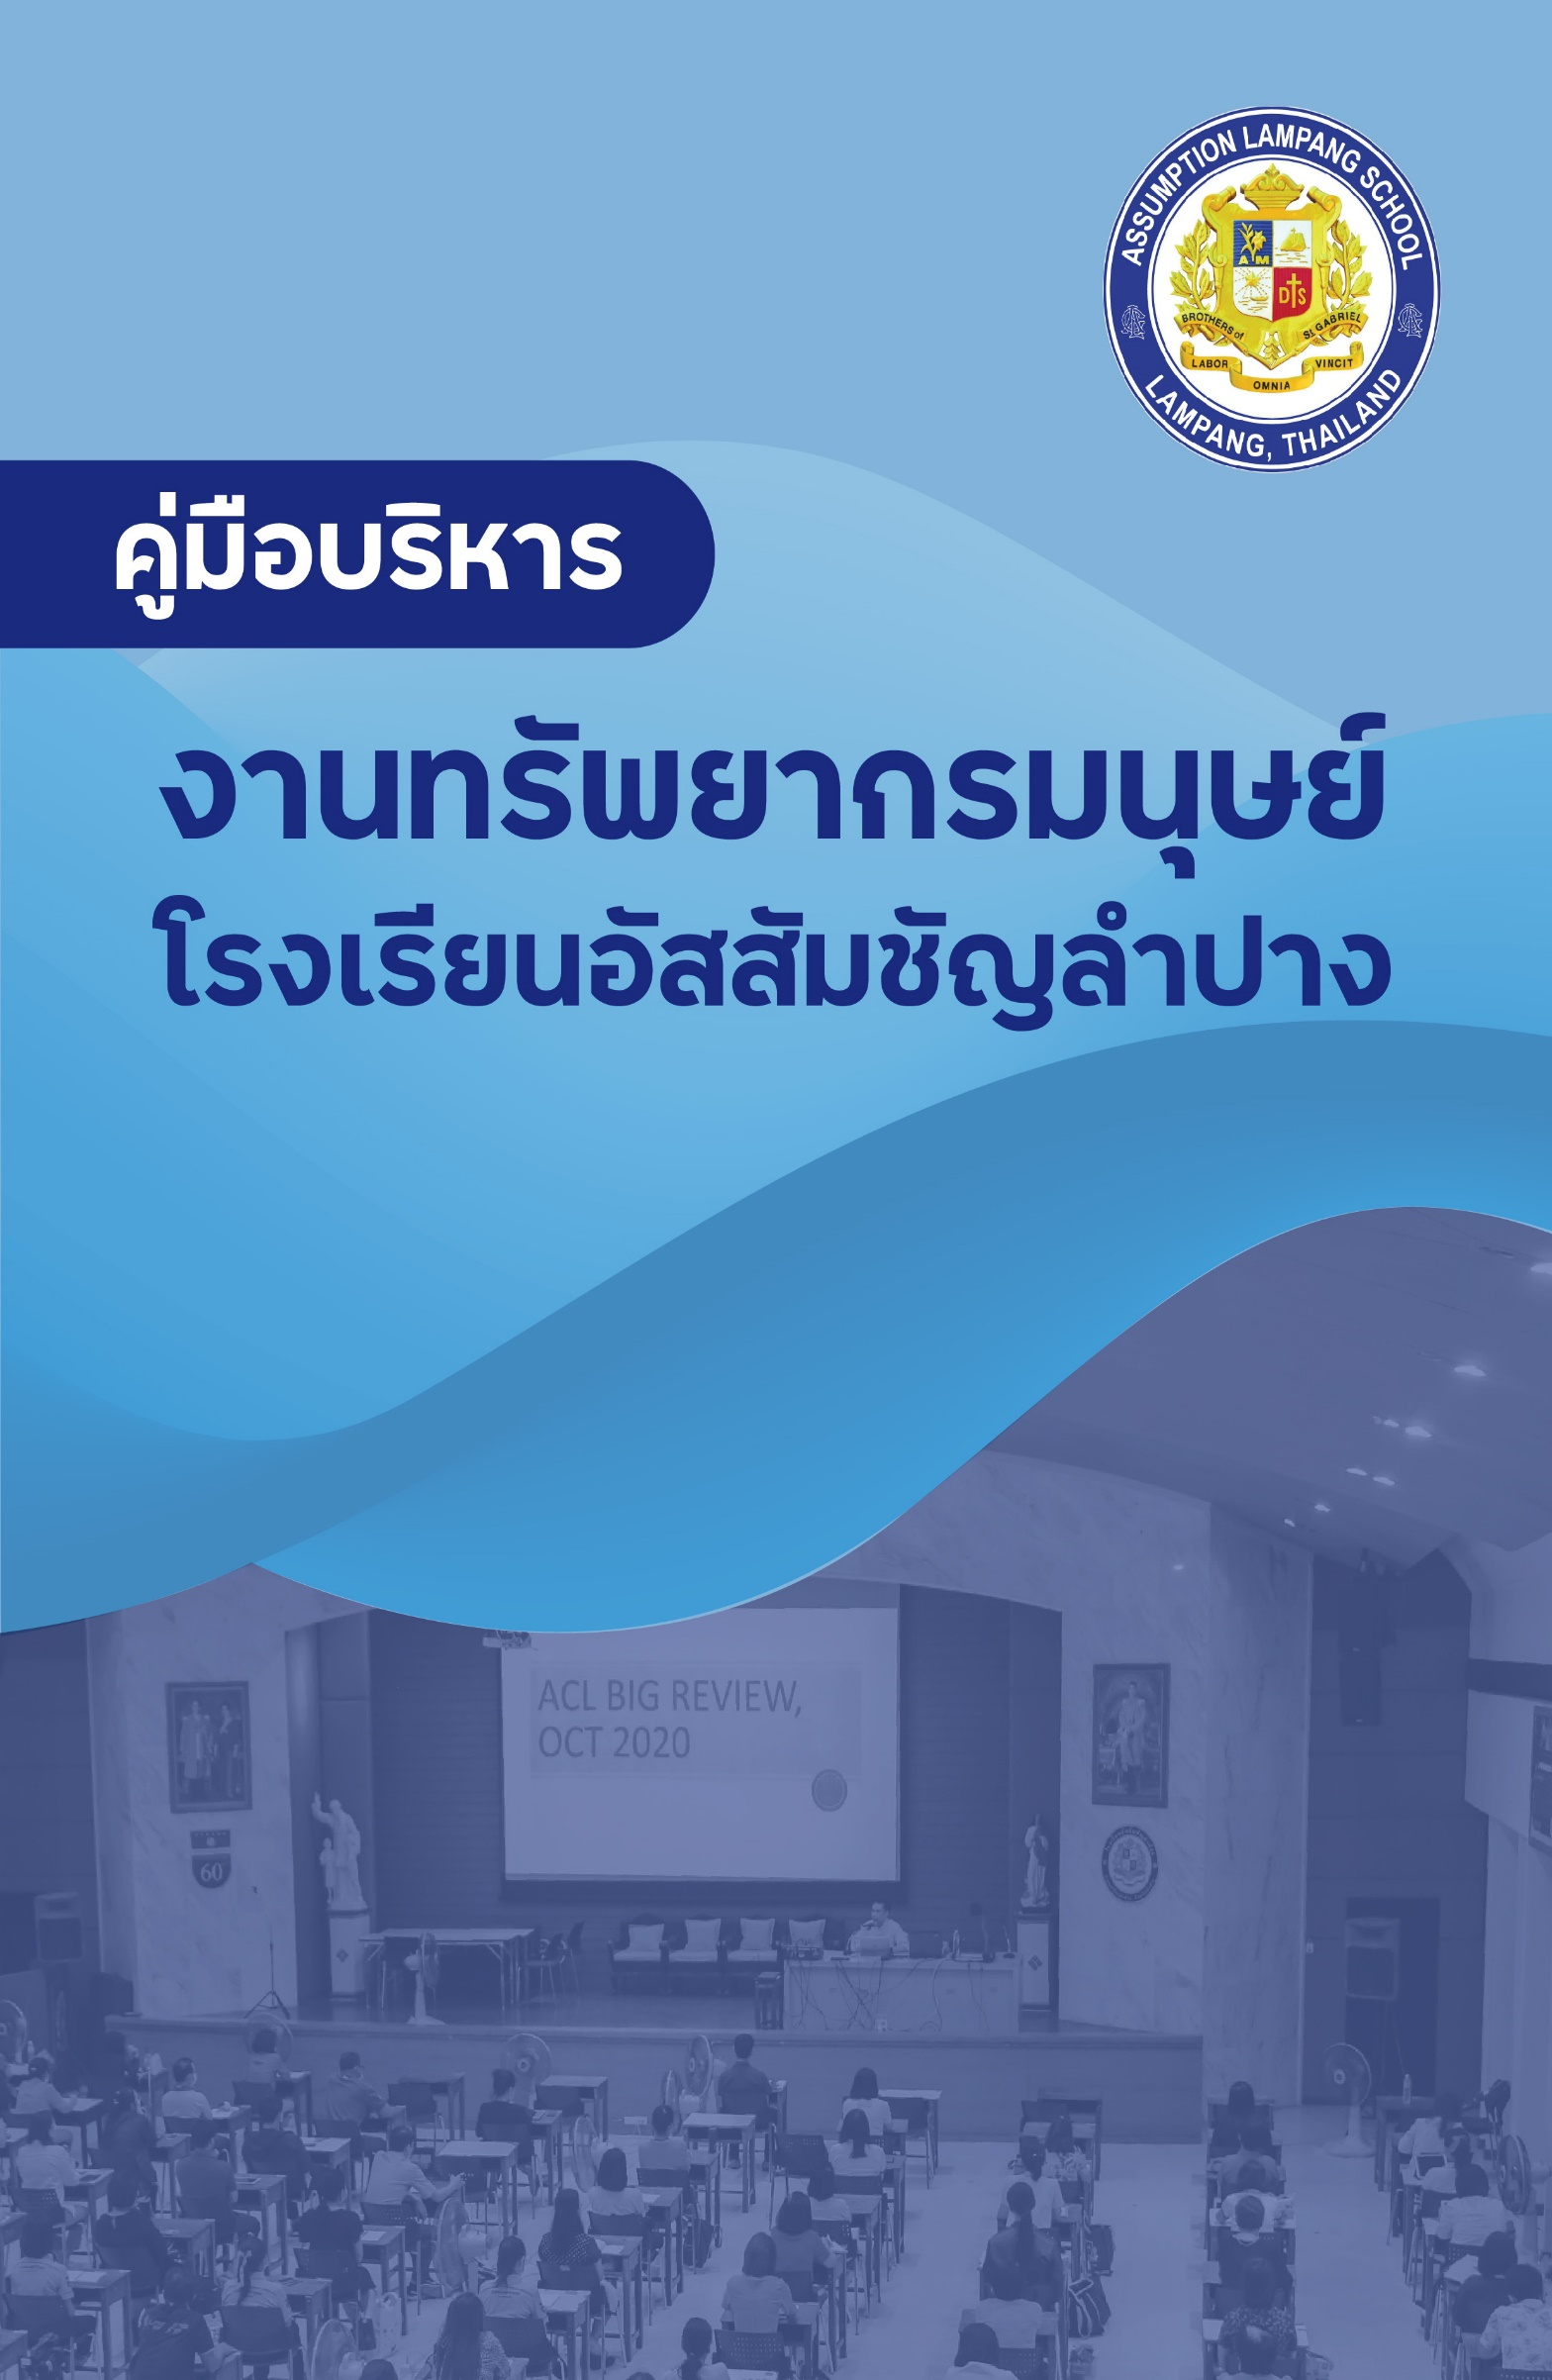 ASSUMPTION LAMPANG SCHOOL
A M
D S
BROTHERS of St GABRIEL
LABOR OMNIA VINCIT
LAMPANG, THAILAND
คู่มือบริหาร
งานทรัพยากรมนุษย์
โรงเรียนอัสสัมชัญลำปาง
ACL BIG REVIEW,
OCT 2020
60